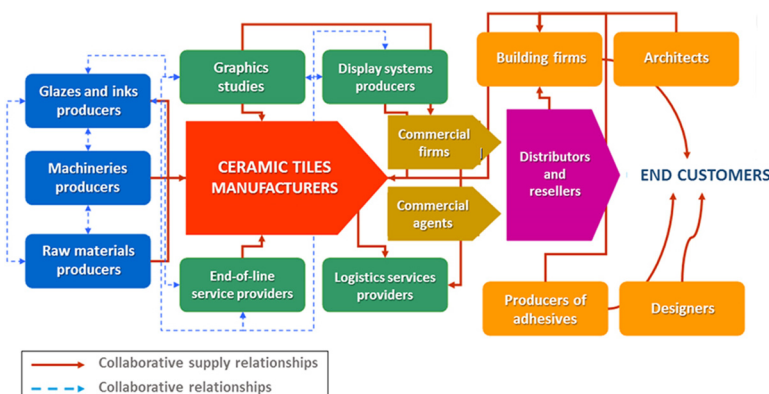 Graphics
studies
Display systems
producers
Building firms
Architects
Glazes and inks
producers
Commercial
firms
Machineries
producers
CERAMIC TILES
MANUFACTURERS
Distributors
and
resellers
END CUSTOMERS
Commercial
agents
Raw materials
producers
End-of-line
service providers
Logistics services
providers
Producers of
adhesives
Designers
Collaborative supply relationships
Collaborative relationships